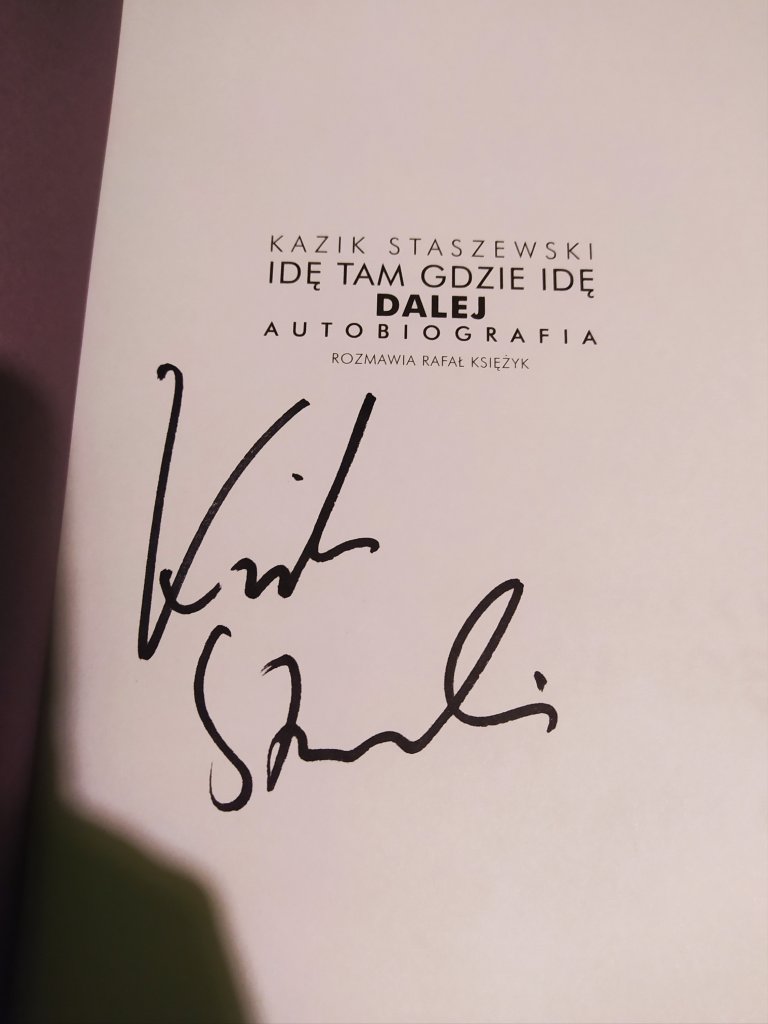 KAZIK STASZEWSKI
IDĘ TAM GDZIE IDĘ
DALEJ
AUTOBIOGRAFIA
ROZMAWIA RAFAŁ KSIĘŻYK